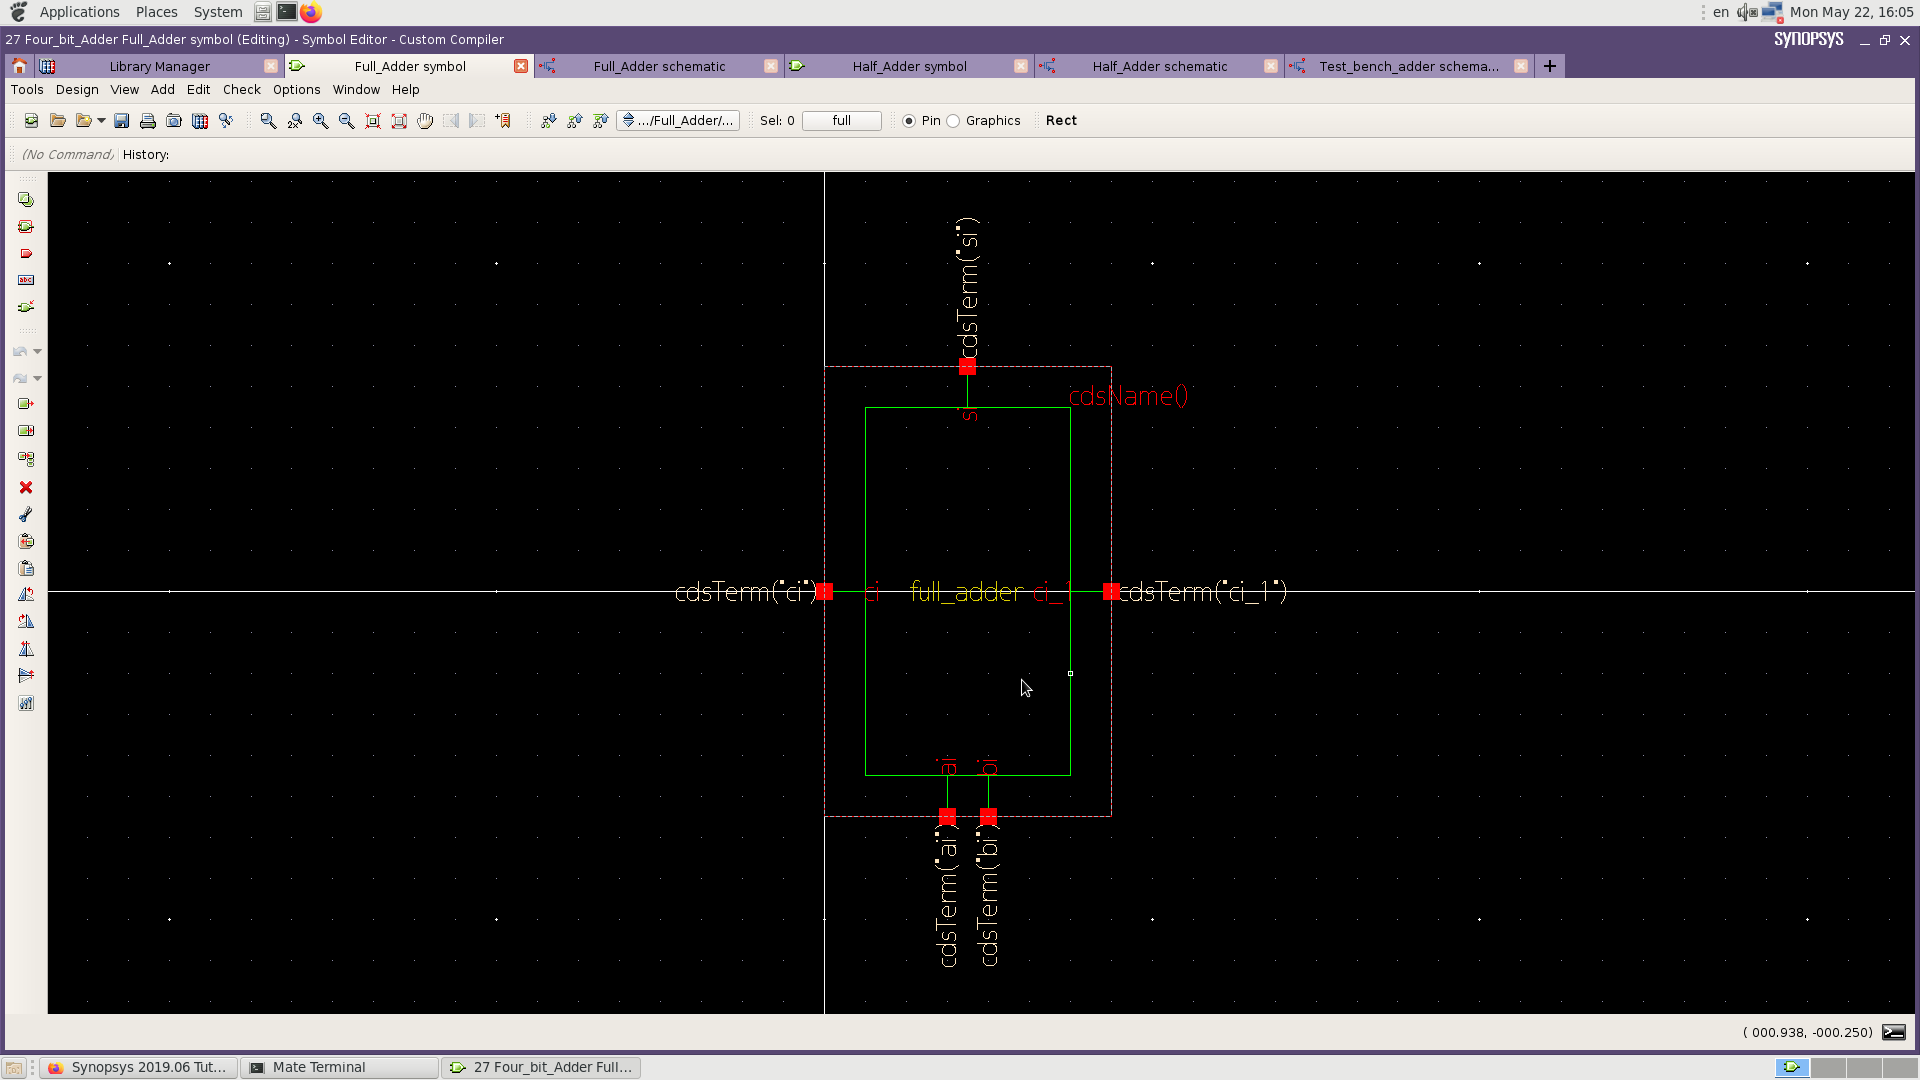 Applications Places System en Mon May 22, 16:05
27 Four_bit_Adder Full_Adder symbol (Editing) - Symbol Editor - Custom Compiler SYNOPSYS
Library Manager Full_Adder symbol Full_Adder schematic Half_Adder symbol Half_Adder schematic Test_bench_adder schema...
Tools Design View Add Edit Check Options Window Help
.../Full_Adder/... Sel: 0 full Pin Graphics Rect
(No Command) History:
cdsTerm("si")
cdsName()
si
cdsTerm("ci") ci full_adder ci_1 cdsTerm("ci_1")
ai bi
cdsTerm("ai") cdsTerm("bi")
( 000.938, -000.250)
Synopsys 2019.06 Tut... Mate Terminal 27 Four_bit_Adder Full...